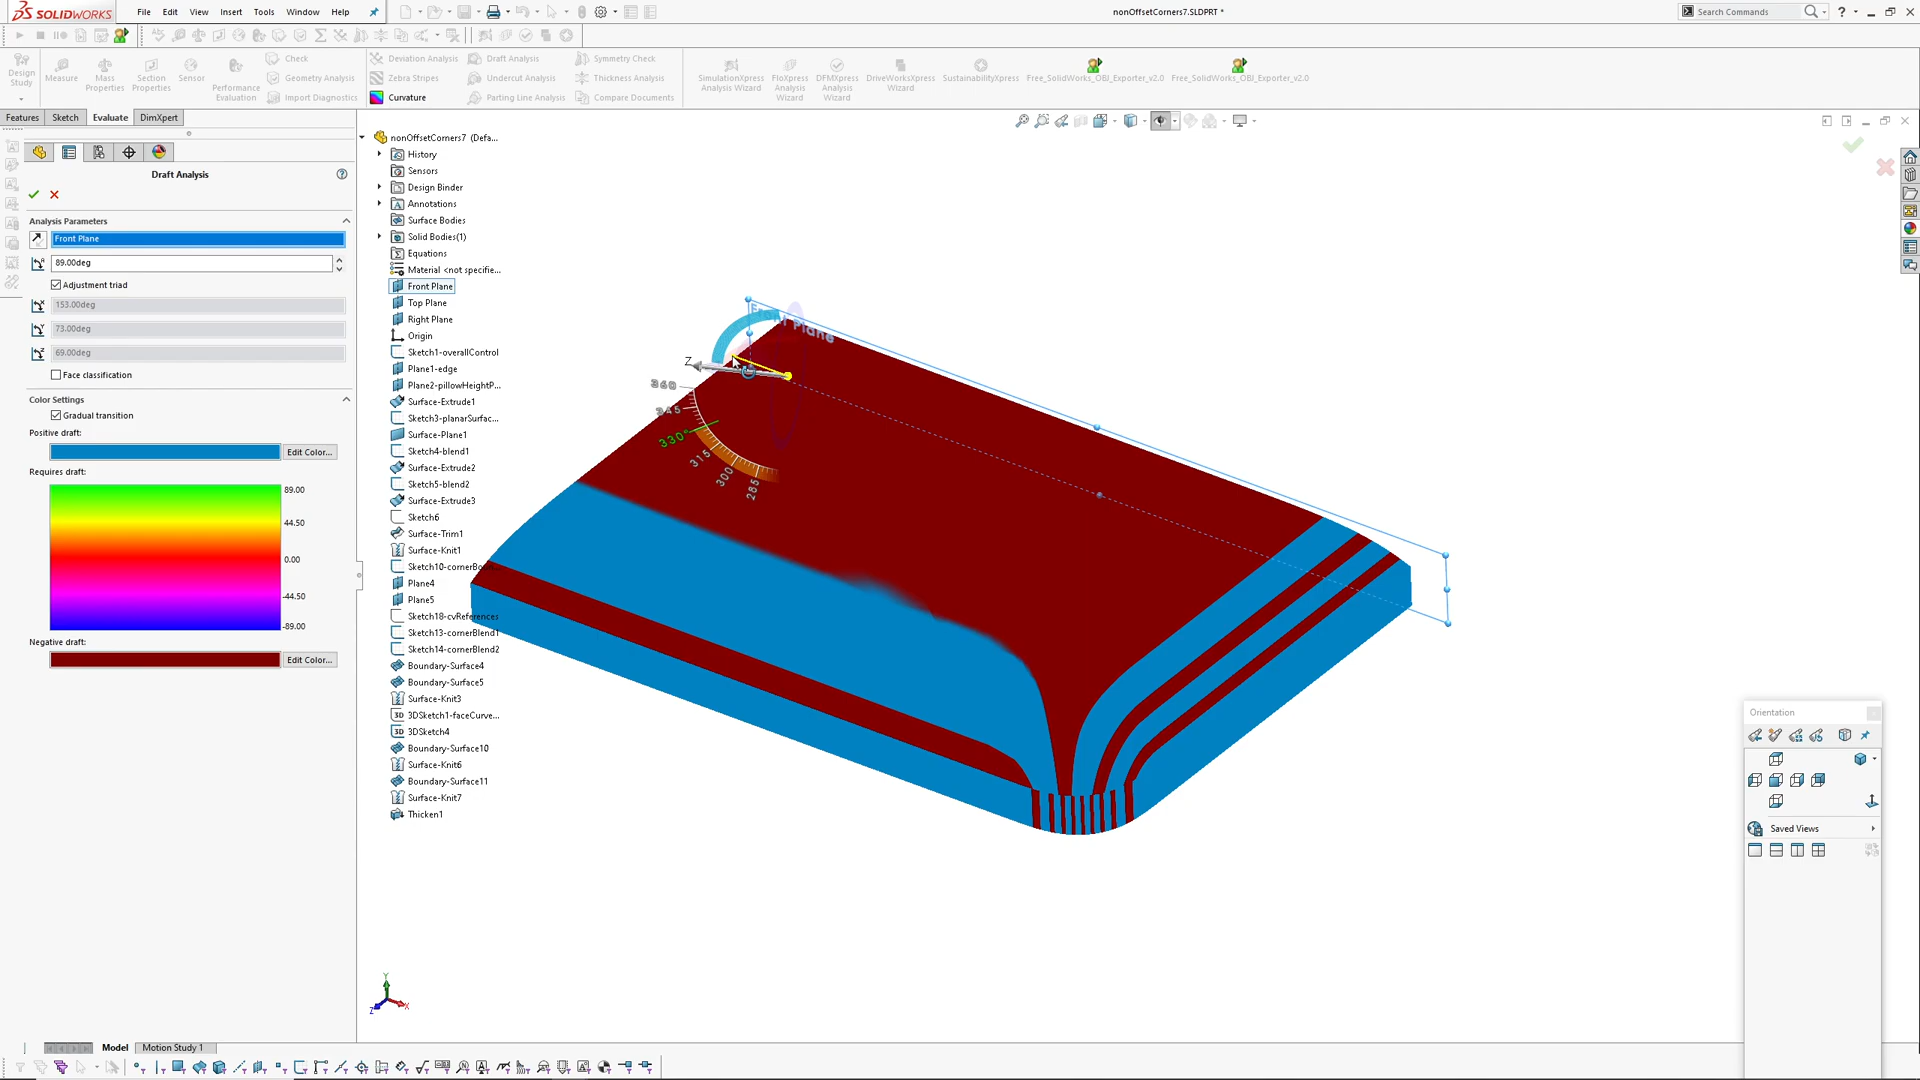 SOLIDWORKS File Edit View Insert Tools Window Help nonOffsetCorners7.SLDPRT * Search Commands
Design Study
Measure
Mass Properties
Section Properties
Sensor
Performance Evaluation
Check
Geometry Analysis
Import Diagnostics
Deviation Analysis
Zebra Stripes
Curvature
Draft Analysis
Undercut Analysis
Parting Line Analysis
Symmetry Check
Thickness Analysis
Compare Documents
SimulationXpress Analysis Wizard
FloXpress Analysis Wizard
DFMXpress Analysis Wizard
DriveWorksXpress Wizard
SustainabilityXpress
Free_SolidWorks_OBJ_Exporter_v2.0
Free_SolidWorks_OBJ_Exporter_v2.0
Features Sketch Evaluate DimXpert
Draft Analysis
Analysis Parameters
Front Plane
89.00deg
Adjustment triad
153.00deg
73.00deg
69.00deg
Face classification
Color Settings
Gradual transition
Positive draft:
Edit Color...
Requires draft:
89.00
44.50
0.00
-44.50
-89.00
Negative draft:
Edit Color...
nonOffsetCorners7 (Defa...
History
Sensors
Design Binder
Annotations
Surface Bodies
Solid Bodies(1)
Equations
Material <not specifie...
Front Plane
Top Plane
Right Plane
Origin
Sketch1-overallControl
Plane1-edge
Plane2-pillowHeightP...
Surface-Extrude1
Sketch3-planarSurfac...
Surface-Plane1
Sketch4-blend1
Surface-Extrude2
Sketch5-blend2
Surface-Extrude3
Sketch6
Surface-Trim1
Surface-Knit1
Plane4
Plane5
Sketch18-cvReferences
Sketch13-cornerBlend1
Sketch14-cornerBlend2
Boundary-Surface4
Boundary-Surface5
Surface-Knit3
3DSketch1-faceCurve...
3DSketch4
Boundary-Surface10
Surface-Knit6
Boundary-Surface11
Surface-Knit7
Thicken1
Front Plane
Z
360
345
330°
315
300
285
Y
X
Z
Orientation
Saved Views
Model Motion Study 1